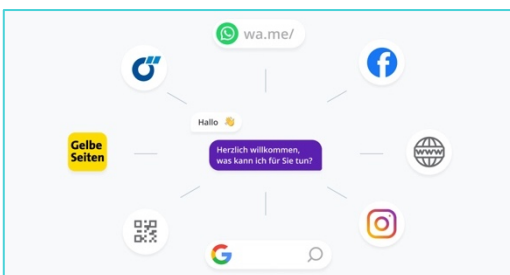 wa.me/
Hallo 👋
Gelbe
Seiten
Herzlich willkommen,
was kann ich für Sie tun?
www